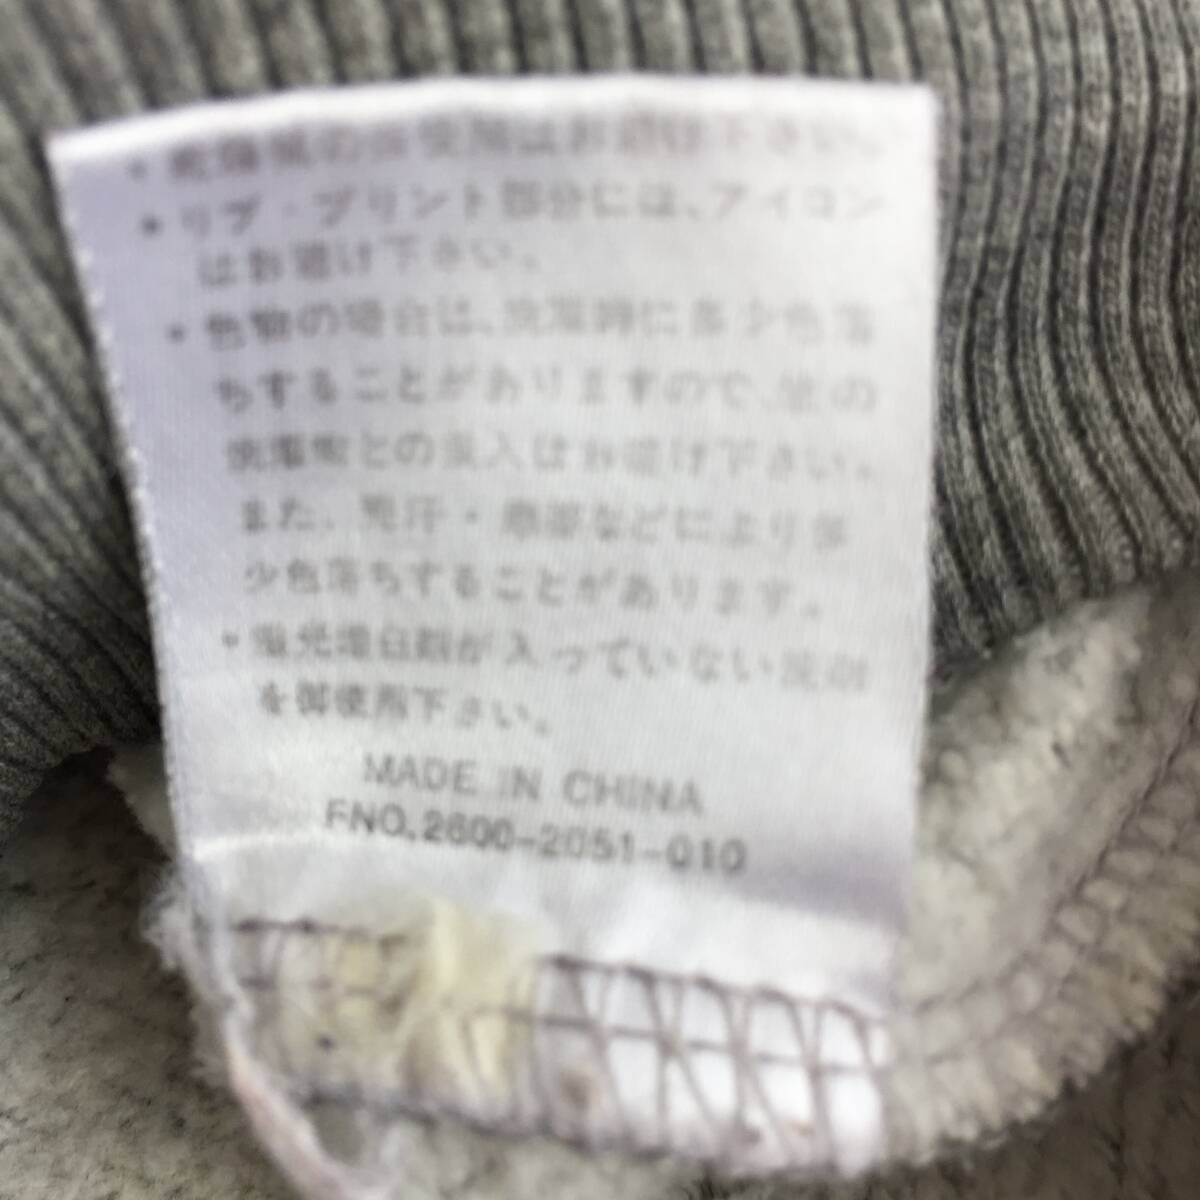 ・乾燥機の御使用はお避け下さい。
・リブ・プリント部分には、アイロン
はお避け下さい。
・色物の場合は、洗濯時に多少色落
ちすることがありますので、他の
洗濯物との混入はお避け下さい。
また、発汗・摩擦などにより多
少色落ちすることがあります。
・蛍光増白剤が入っていない洗剤
を御使用下さい。
MADE IN CHINA
FNO.2600-2051-010